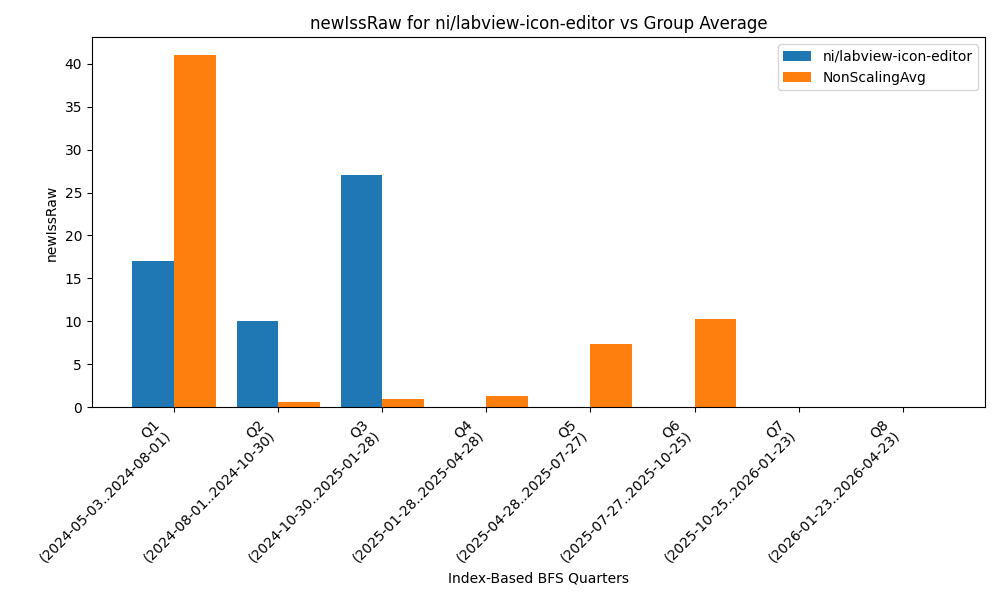 newIssRaw for ni/labview-icon-editor vs Group Average
ni/labview-icon-editor
NonScalingAvg
newIssRaw
40
35
30
25
20
15
10
5
0
Q1
(2024-05-03..2024-08-01)
Q2
(2024-08-01..2024-10-30)
Q3
(2024-10-30..2025-01-28)
Q4
(2025-01-28..2025-04-28)
Q5
(2025-04-28..2025-07-27)
Q6
(2025-07-27..2025-10-25)
Q7
(2025-10-25..2026-01-23)
Q8
(2026-01-23..2026-04-23)
Index-Based BFS Quarters